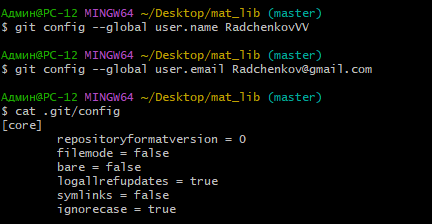 Админ@PC-12 MINGW64 ~/Desktop/mat_lib (master)
$ git config --global user.name RadchenkovVV
Админ@PC-12 MINGW64 ~/Desktop/mat_lib (master)
$ git config --global user.email Radchenkov@gmail.com
Админ@PC-12 MINGW64 ~/Desktop/mat_lib (master)
$ cat .git/config
[core]
repositoryformatversion = 0
filemode = false
bare = false
logallrefupdates = true
symlinks = false
ignorecase = true